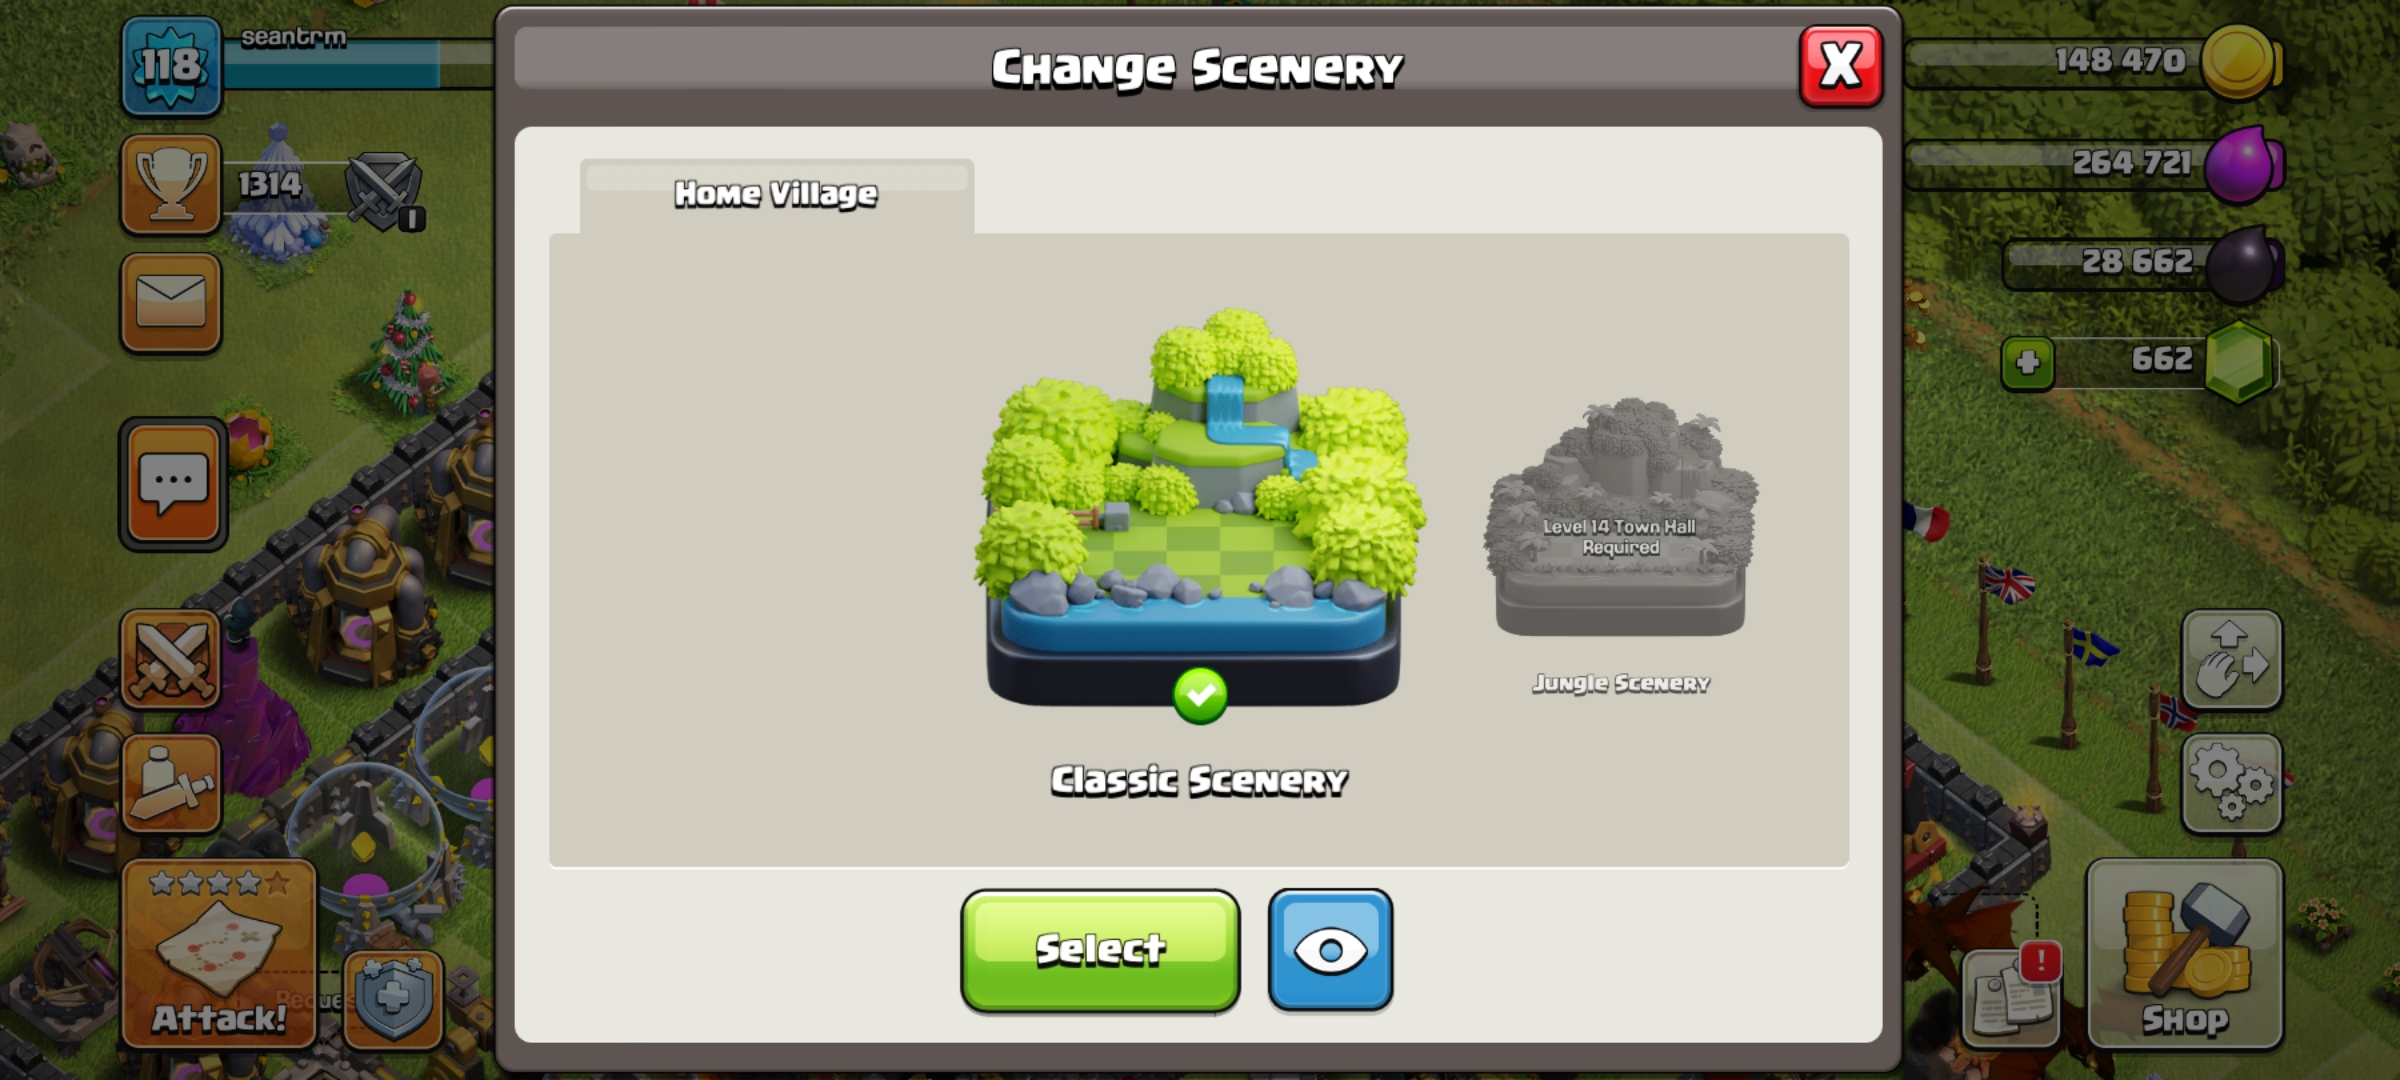 118
seantrm
Change Scenery
X
148 470
1314
I
Home Village
264 721
28 662
662
Level 14 Town Hall
Required
Jungle Scenery
Classic Scenery
Select
Attack!
Shop
!